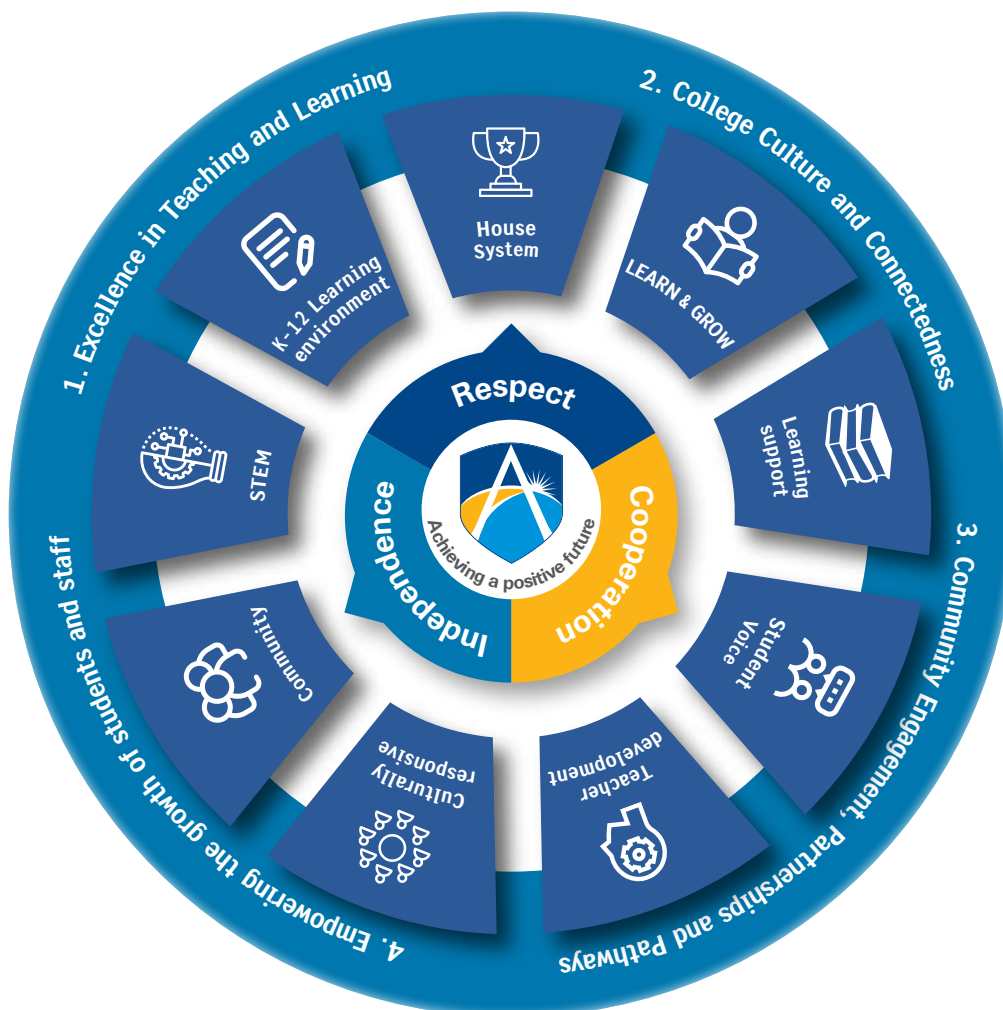 1. Excellence in Teaching and Learning
2. College Culture and Connectedness
3. Community Engagement, Partnerships and Pathways
4. Empowering the growth of students and staff
House
System
LEARN & GROW
Learning
support
Student
Voice
Teacher
development
Culturally
responsive
Community
STEM
K-12 Learning
environment
Respect
Cooperation
Independence
Achieving a positive future